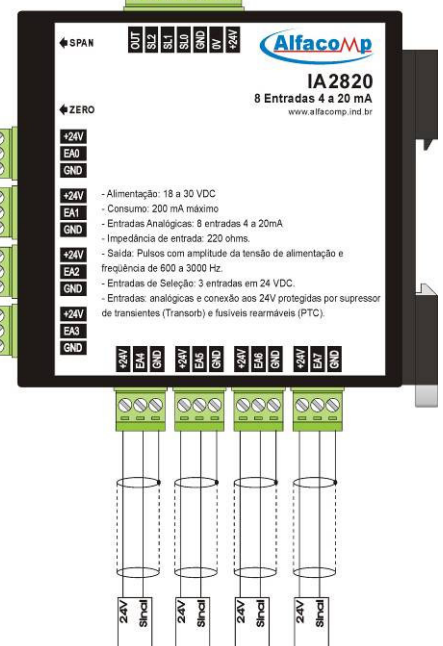 SPAN
OUT SL2 SL1 SL0 GND 0V +24V
Alfacomp
IA2820
8 Entradas 4 a 20 mA
www.alfacomp.ind.br
ZERO
+24V
EA0
GND
+24V
EA1
GND
+24V
EA2
GND
+24V
EA3
GND
- Alimentação: 18 a 30 VDC
- Consumo: 200 mA máximo
- Entradas Analógicas: 8 entradas 4 a 20mA
- Impedância de entrada: 220 ohms.
- Saída: Pulsos com amplitude da tensão de alimentação e
freqüência de 600 a 3000 Hz.
- Entradas de Seleção: 3 entradas em 24 VDC.
- Entradas: analógicas e conexão aos 24V protegidas por supressor
de transientes (Transorb) e fusíveis rearmáveis (PTC).
+24V EA4 GND +24V EA5 GND +24V EA6 GND +24V EA7 GND
24V Sinal 24V Sinal 24V Sinal 24V Sinal